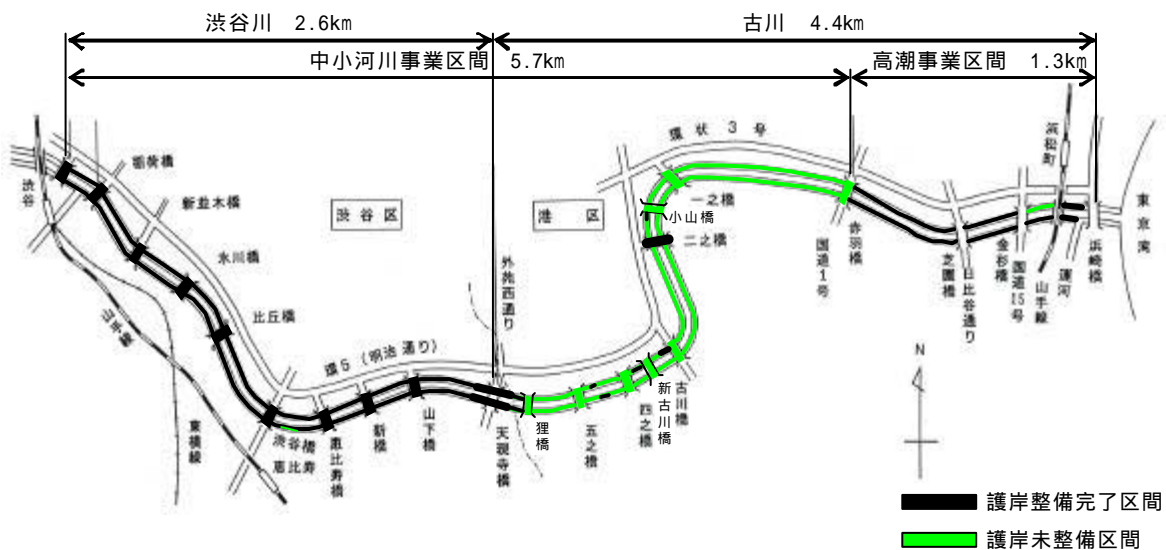 渋谷川 2.6km
古川 4.4km
中小河川事業区間 5.7km
高潮事業区間 1.3km
渋谷
稲荷橋
新並木橋
氷川橋
比丘橋
山手線
東横線
渋谷区
港区
環状3号
環5(明治通り)
外苑西通り
渋谷橋
恵比寿
恵比寿橋
新橋
山下橋
天現寺橋
狸橋
五之橋
四之橋
新古川橋
古川橋
二之橋
小山橋
一之橋
国道1号
赤羽橋
芝園橋
日比谷通り
金杉橋
国道15号
山手線
運河
浜崎橋
浜松町
東京湾
N
護岸整備完了区間
護岸未整備区間